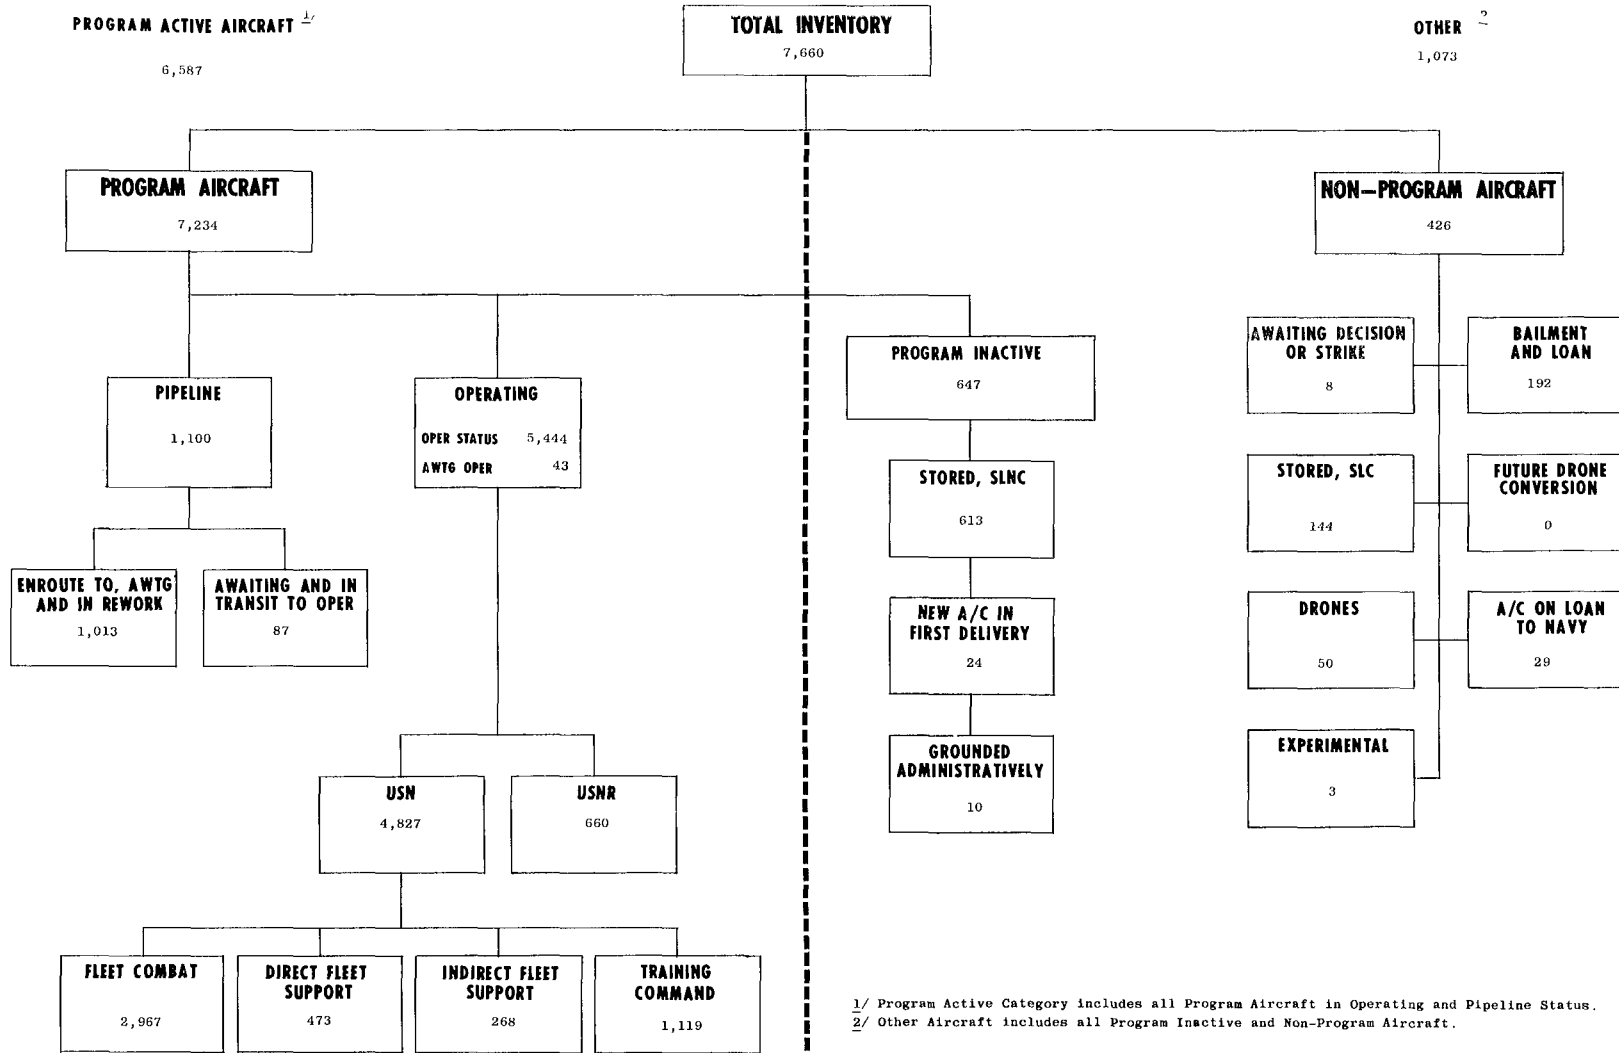 PROGRAM ACTIVE AIRCRAFT 1/
6,587
TOTAL INVENTORY
7,660
OTHER 2
1,073
PROGRAM AIRCRAFT
7,234
NON-PROGRAM AIRCRAFT
426
PIPELINE
1,100
OPERATING
OPER STATUS 5,444
AWTG OPER 43
PROGRAM INACTIVE
647
AWAITING DECISION
OR STRIKE
8
BAILMENT
AND LOAN
192
STORED, SLNC
613
STORED, SLC
144
FUTURE DRONE
CONVERSION
0
ENROUTE TO, AWTG
AND IN REWORK
1,013
AWAITING AND IN
TRANSIT TO OPER
87
NEW A/C IN
FIRST DELIVERY
24
DRONES
50
A/C ON LOAN
TO NAVY
29
GROUNDED
ADMINISTRATIVELY
10
EXPERIMENTAL
3
USN
4,827
USNR
660
FLEET COMBAT
2,967
DIRECT FLEET
SUPPORT
473
INDIRECT FLEET
SUPPORT
268
TRAINING
COMMAND
1,119
1/ Program Active Category includes all Program Aircraft in Operating and Pipeline Status.
2/ Other Aircraft includes all Program Inactive and Non-Program Aircraft.